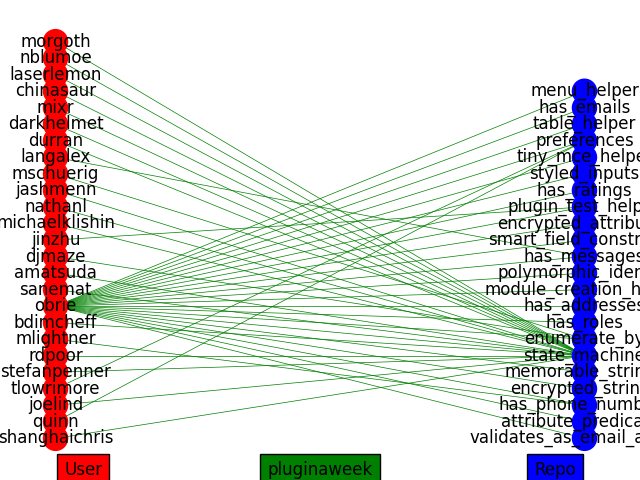 morgoth
nblumoe
laserlemon
chinasaur
mixr
darkhelmet
durran
langalex
mschuerig
jashmenn
nathanl
michaelklishin
jinzhu
djmaze
amatsuda
sanemat
obrie
bdimcheff
mlightner
rdpoor
stefanpenner
tlowrimore
joelind
quinn
shanghaichris
menu_helper
has_emails
table_helper
preferences
tiny_mce_helpe
styled_inputs
has_ratings
plugin_test_help
encrypted_attribu
smart_field_constr
has_messages
polymorphic_iden
module_creation_h
has_addresses
has_roles
enumerate_by
state_machine
memorable_strin
encrypted_strin
has_phone_numb
attribute_predica
validates_as_email_a
User
pluginaweek
Repo